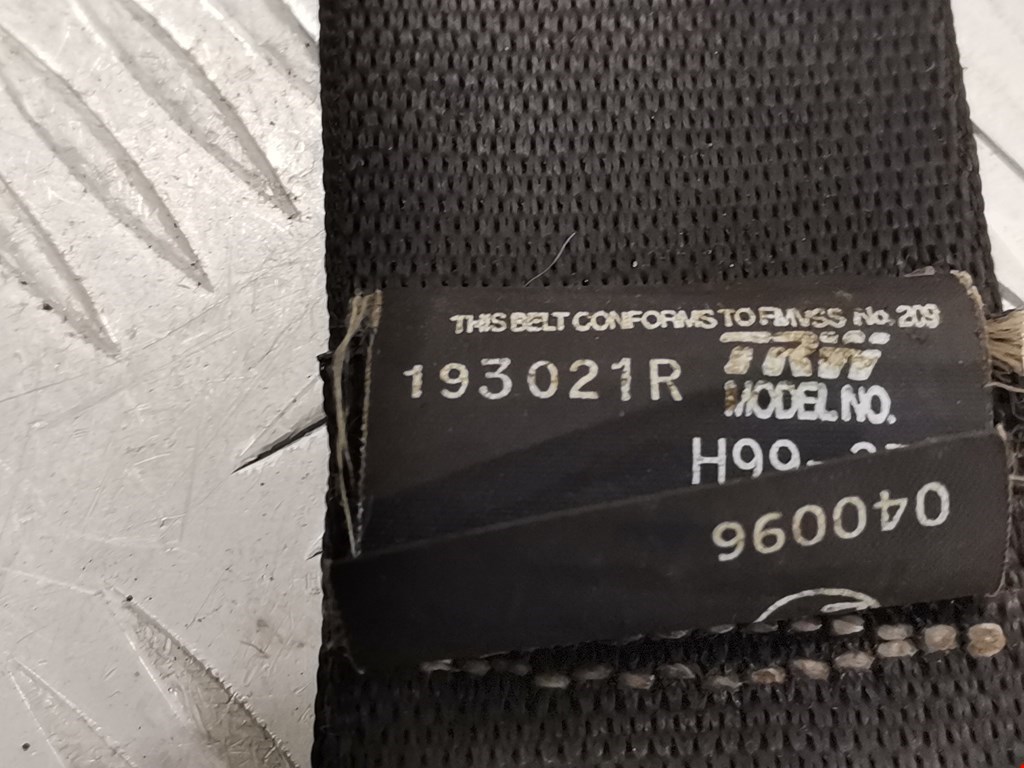 THIS BELT CONFORMS TO FMVSS No. 209
193021R TRW
MODEL NO.
H99-
040096